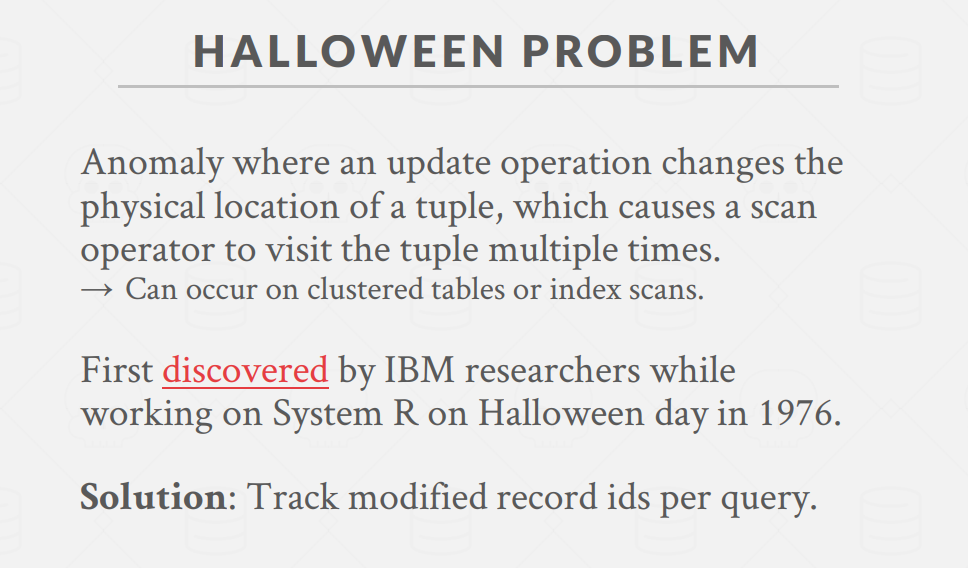 HALLOWEEN PROBLEM
Anomaly where an update operation changes the
physical location of a tuple, which causes a scan
operator to visit the tuple multiple times.
→ Can occur on clustered tables or index scans.
First discovered by IBM researchers while
working on System R on Halloween day in 1976.
Solution: Track modified record ids per query.